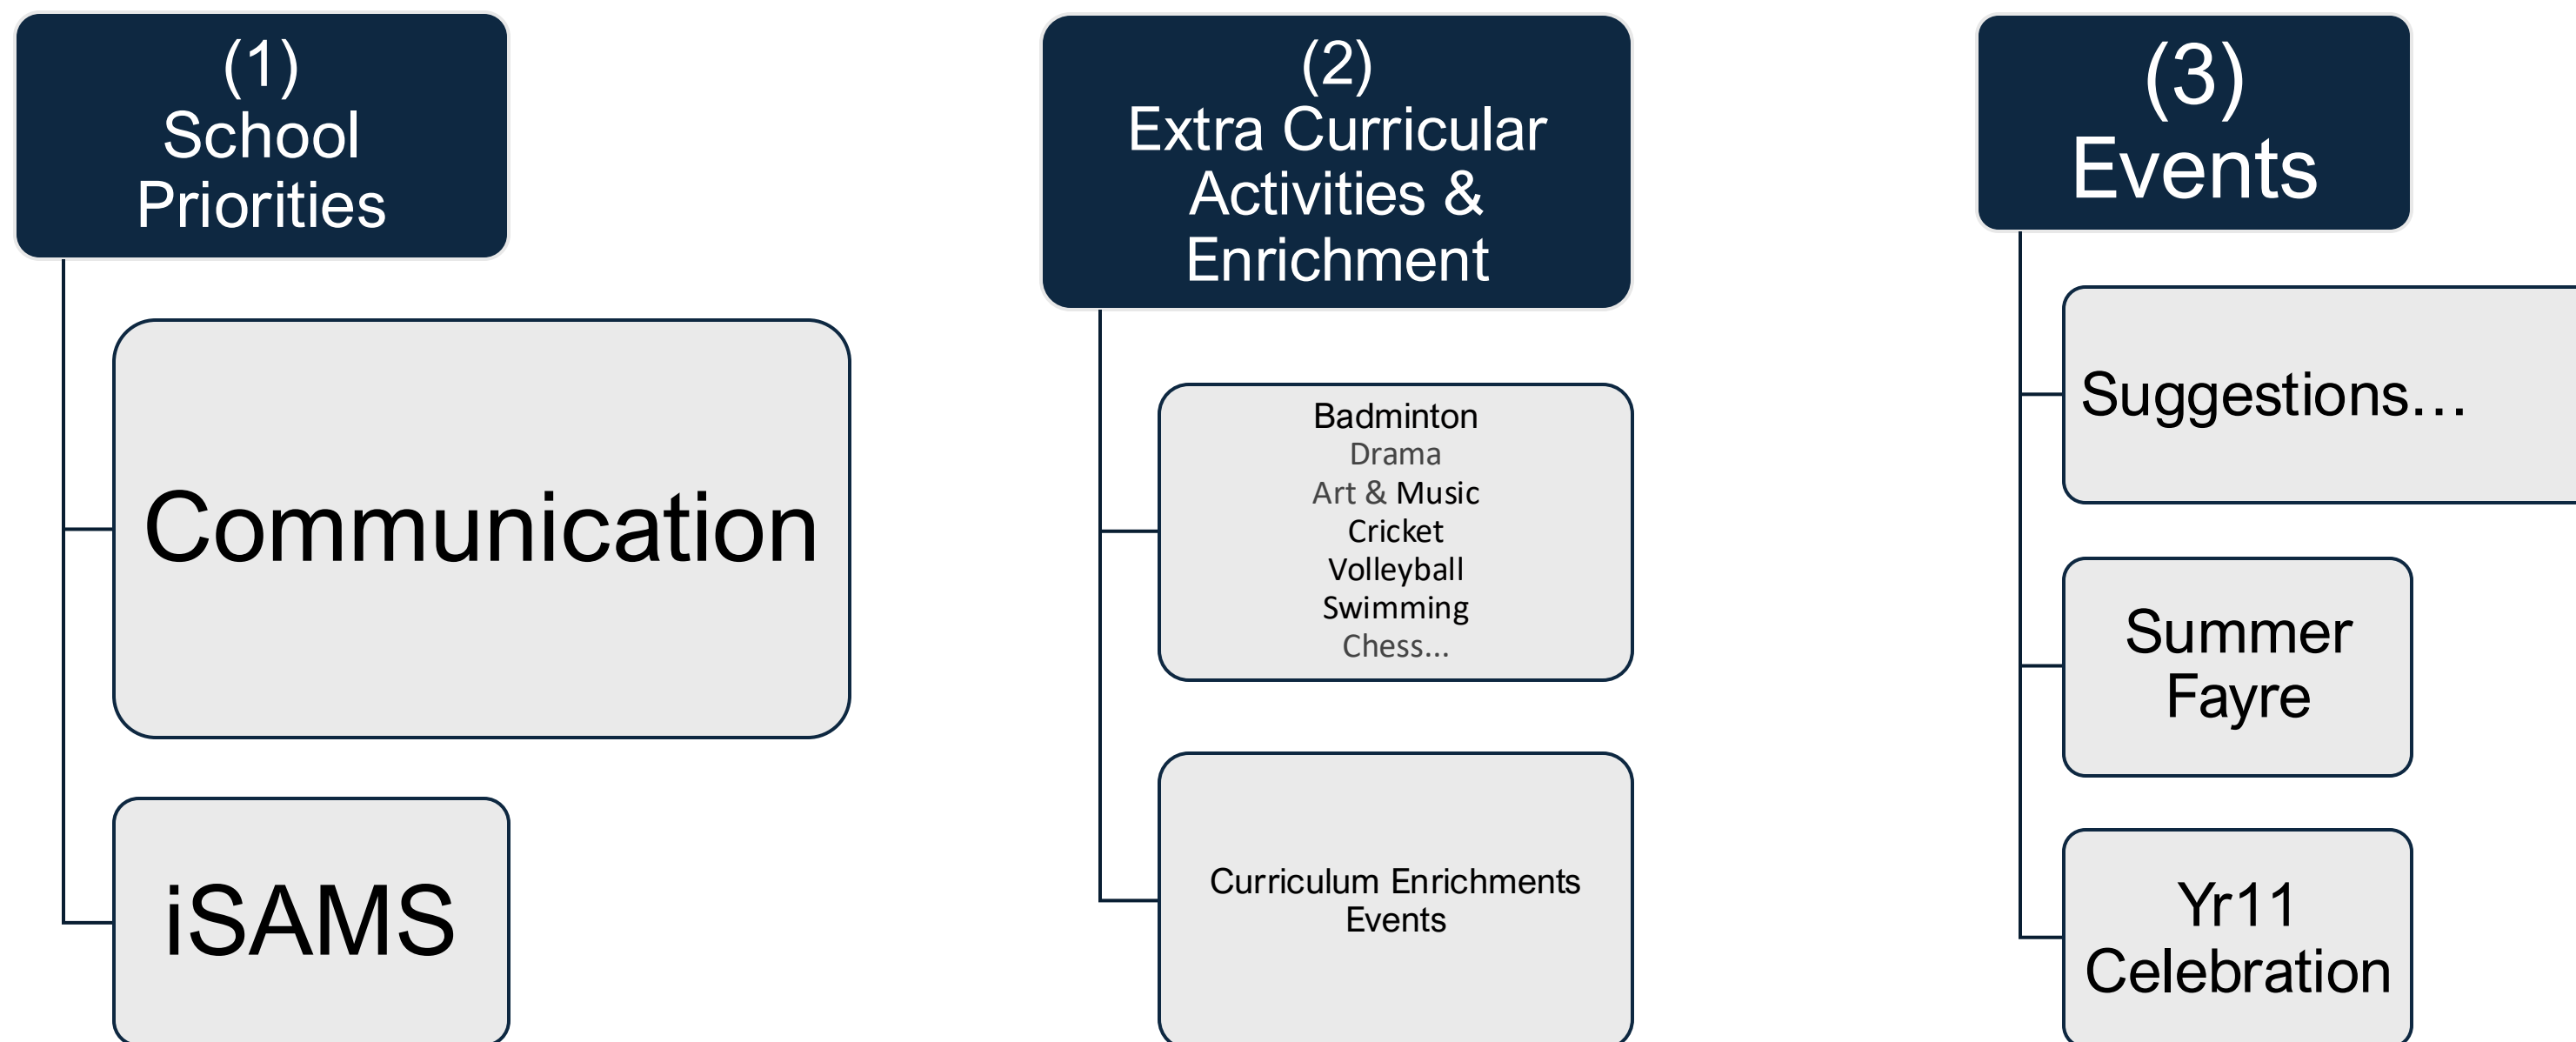 (1)
School
Priorities
Communication
iSAMS
(2)
Extra Curricular
Activities &
Enrichment
Badminton
Drama
Art & Music
Cricket
Volleyball
Swimming
Chess...
Curriculum Enrichments
Events
(3)
Events
Suggestions...
Summer
Fayre
Yr11
Celebration